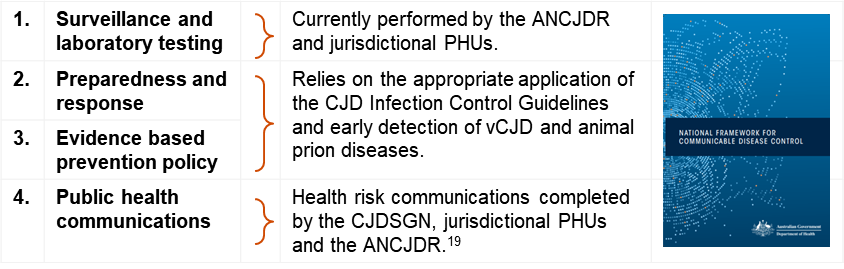 1. Surveillance and
laboratory testing
Currently performed by the ANCJDR
and jurisdictional PHUs.
2. Preparedness and
response
3. Evidence based
prevention policy
Relies on the appropriate application of
the CJD Infection Control Guidelines
and early detection of vCJD and animal
prion diseases.
4. Public health
communications
Health risk communications completed
by the CJDSGN, jurisdictional PHUs
and the ANCJDR.19
NATIONAL FRAMEWORK FOR
COMMUNICABLE DISEASE CONTROL
Australian Government
Department of Health